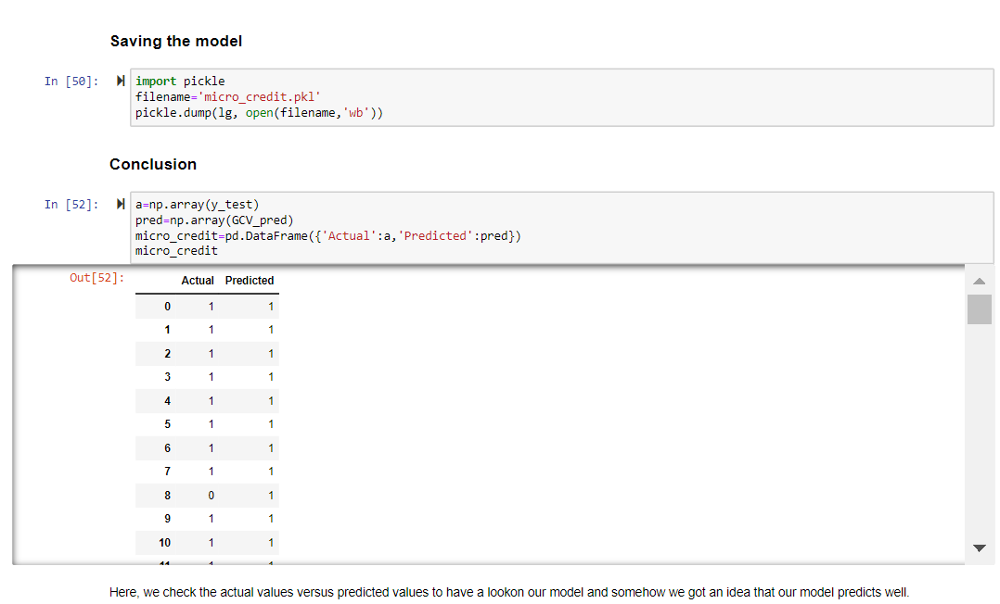 Saving the model
In [50]:
import pickle
filename='micro_credit.pkl'
pickle.dump(lg, open(filename,'wb'))
Conclusion
In [52]:
a=np.array(y_test)
pred=np.array(GCV_pred)
micro_credit=pd.DataFrame({'Actual':a,'Predicted':pred})
micro_credit
Out[52]:
Actual Predicted
0 1 1
1 1 1
2 1 1
3 1 1
4 1 1
5 1 1
6 1 1
7 1 1
8 0 1
9 1 1
10 1 1
11 1 1
Here, we check the actual values versus predicted values to have a lookon our model and somehow we got an idea that our model predicts well.